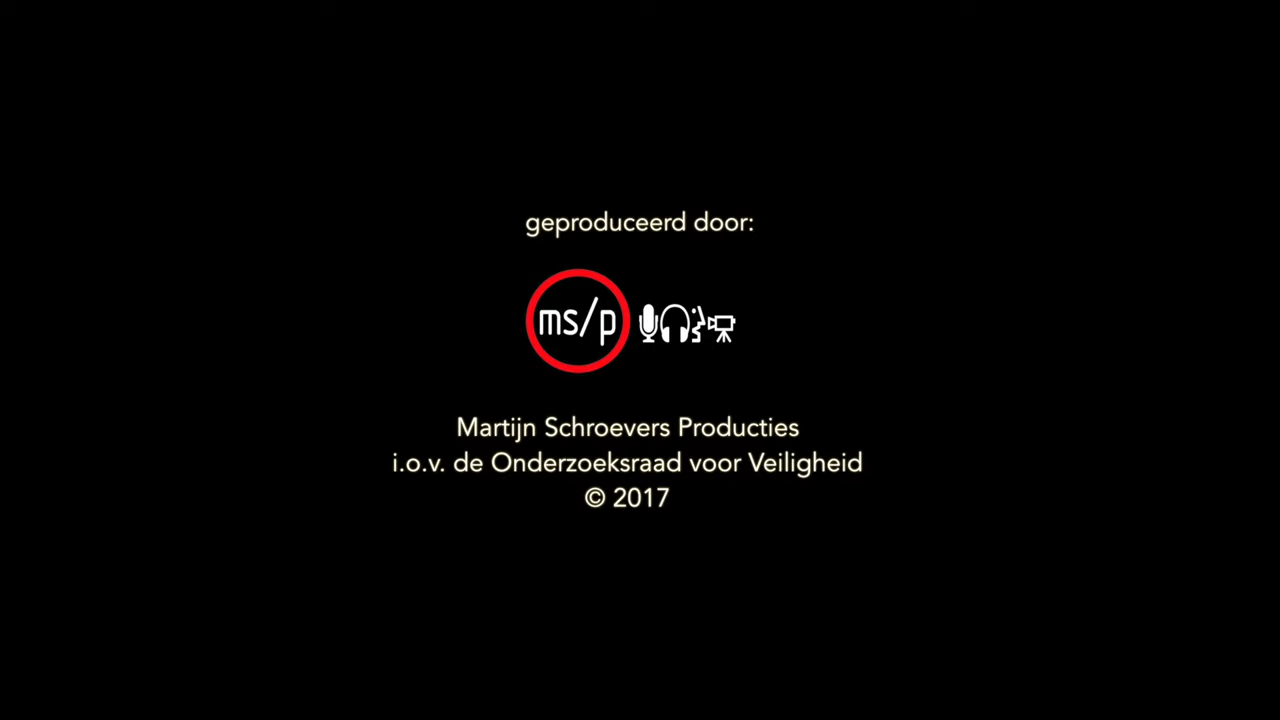 geproduceerd door:
ms/p
Martijn Schroevers Producties
i.o.v. de Onderzoeksraad voor Veiligheid
© 2017